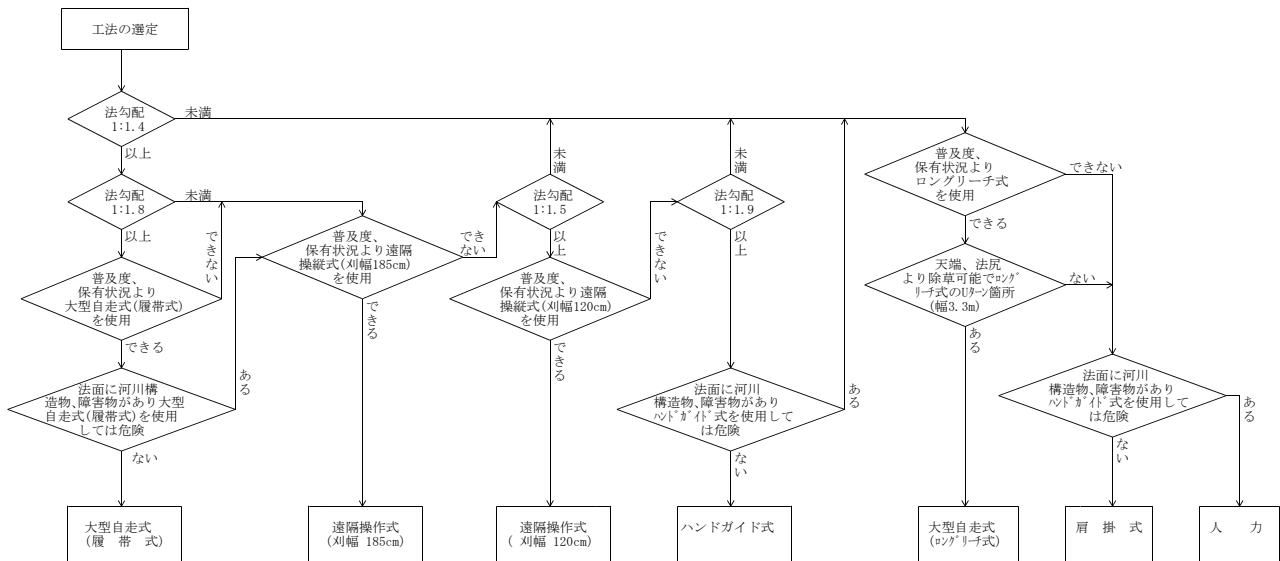 工法の選定
法勾配
1:1.4
未満
以上
法勾配
1:1.8
未満
以上
普及度、
保有状況より
大型自走式(履帯式)
を使用
できない
できる
法面に河川構
造物、障害物があり大型
自走式(履帯式)を使用
しては危険
ある
ない
大型自走式
(履 帯 式)
普及度、
保有状況より遠隔
操縦式(刈幅185cm)
を使用
でき
ない
できる
遠隔操作式
(刈幅 185cm)
未満
法勾配
1:1.5
以上
普及度、
保有状況より遠隔
操縦式(刈幅120cm)
を使用
できない
できる
遠隔操作式
( 刈幅 120cm)
未満
法勾配
1:1.9
以上
法面に河川
構造物、障害物があり
ﾊﾝﾄﾞｶﾞｲﾄﾞ式を使用して
は危険
ある
ない
ハンドガイド式
普及度、
保有状況より
ロングリーチ式
を使用
できない
できる
天端、法尻
より除草可能でﾛﾝｸﾞ
ﾘｰﾁ式のUターン箇所
(幅3.3m)
ない
ある
大型自走式
(ﾛﾝｸﾞﾘｰﾁ式)
法面に河川
構造物、障害物があり
ﾊﾝﾄﾞｶﾞｲﾄﾞ式を使用して
は危険
ある
ない
肩 掛 式
人 力